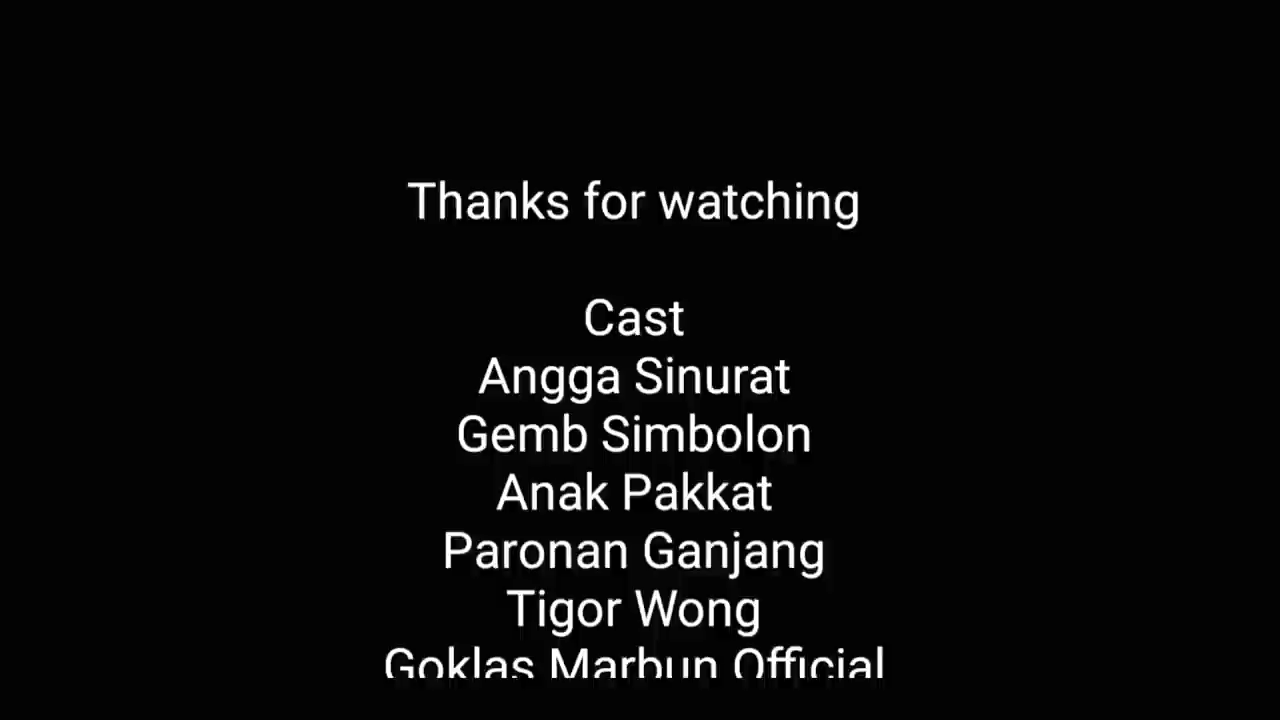 Thanks for watching
Cast
Angga Sinurat
Gemb Simbolon
Anak Pakkat
Paronan Ganjang
Tigor Wong
Goklas Marbun Official